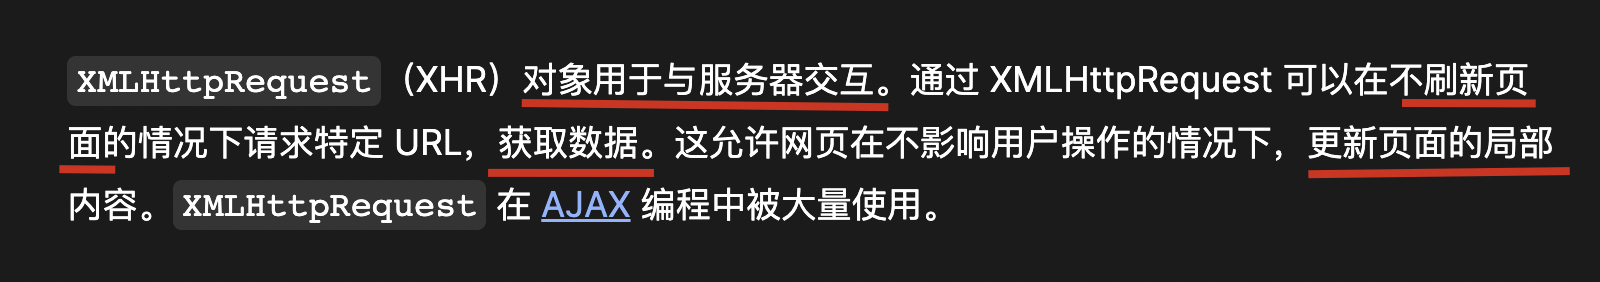 XMLHttpRequest（XHR）对象用于与服务器交互。通过 XMLHttpRequest 可以在不刷新页
面的情况下请求特定 URL，获取数据。这允许网页在不影响用户操作的情况下，更新页面的局部
内容。XMLHttpRequest 在 AJAX 编程中被大量使用。